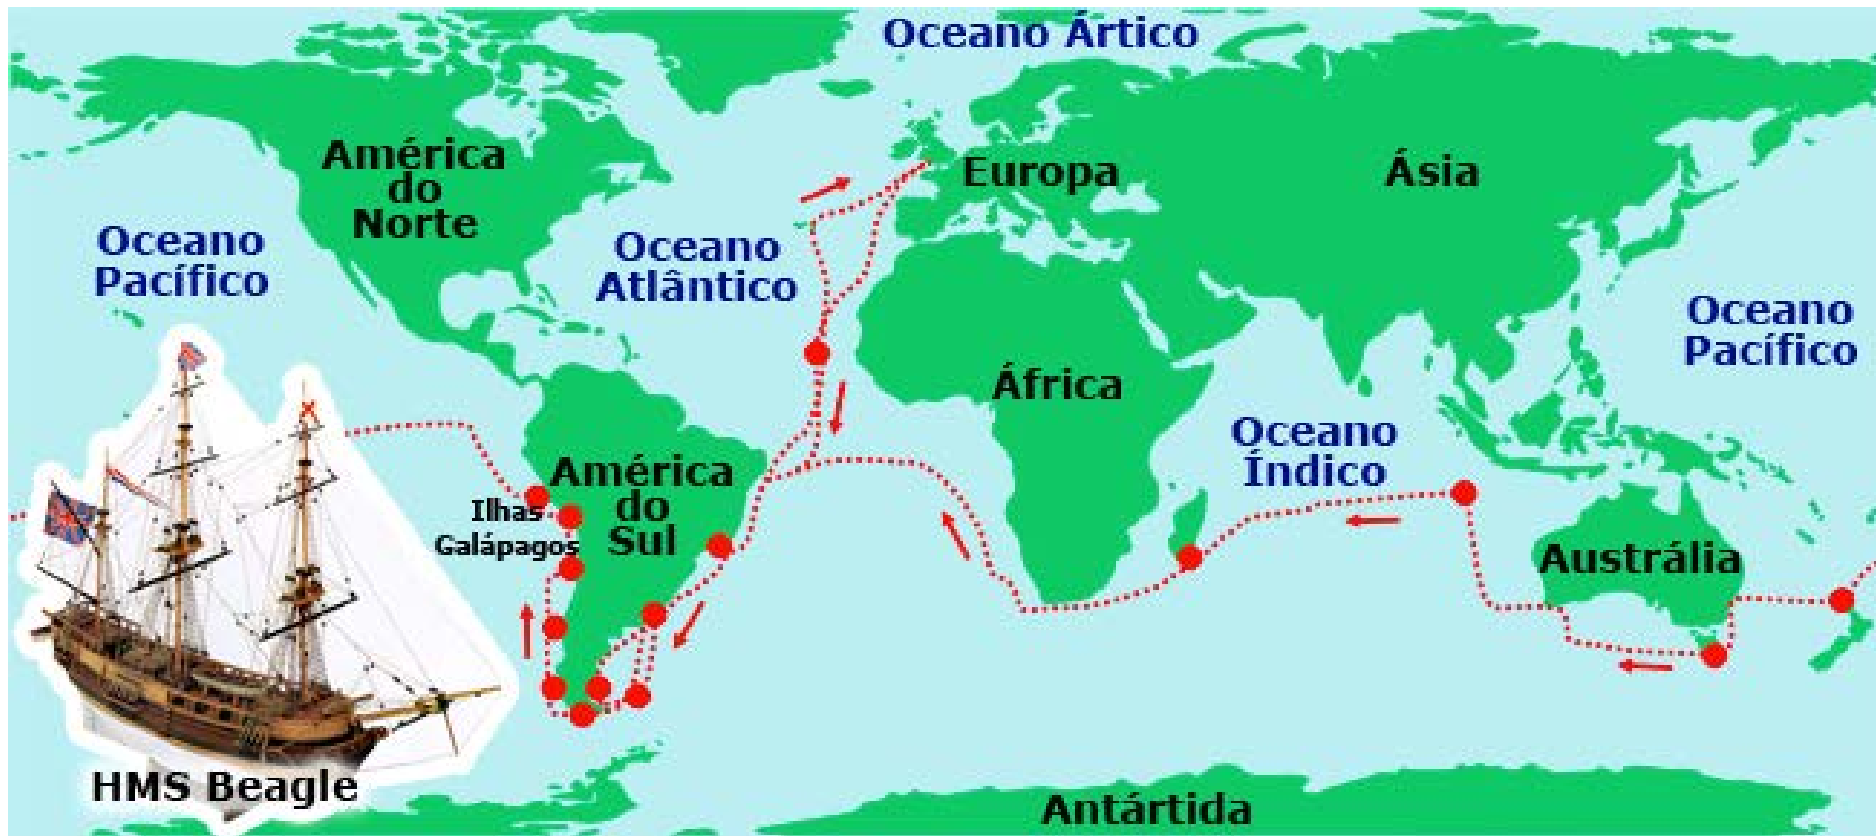 Oceano Ártico
América
do
Norte
Europa
Ásia
Oceano
Pacífico
Oceano
Atlântico
Oceano
Pacífico
África
Oceano
Índico
América
do
Sul
Ilhas
Galápagos
Austrália
HMS Beagle
Antártida